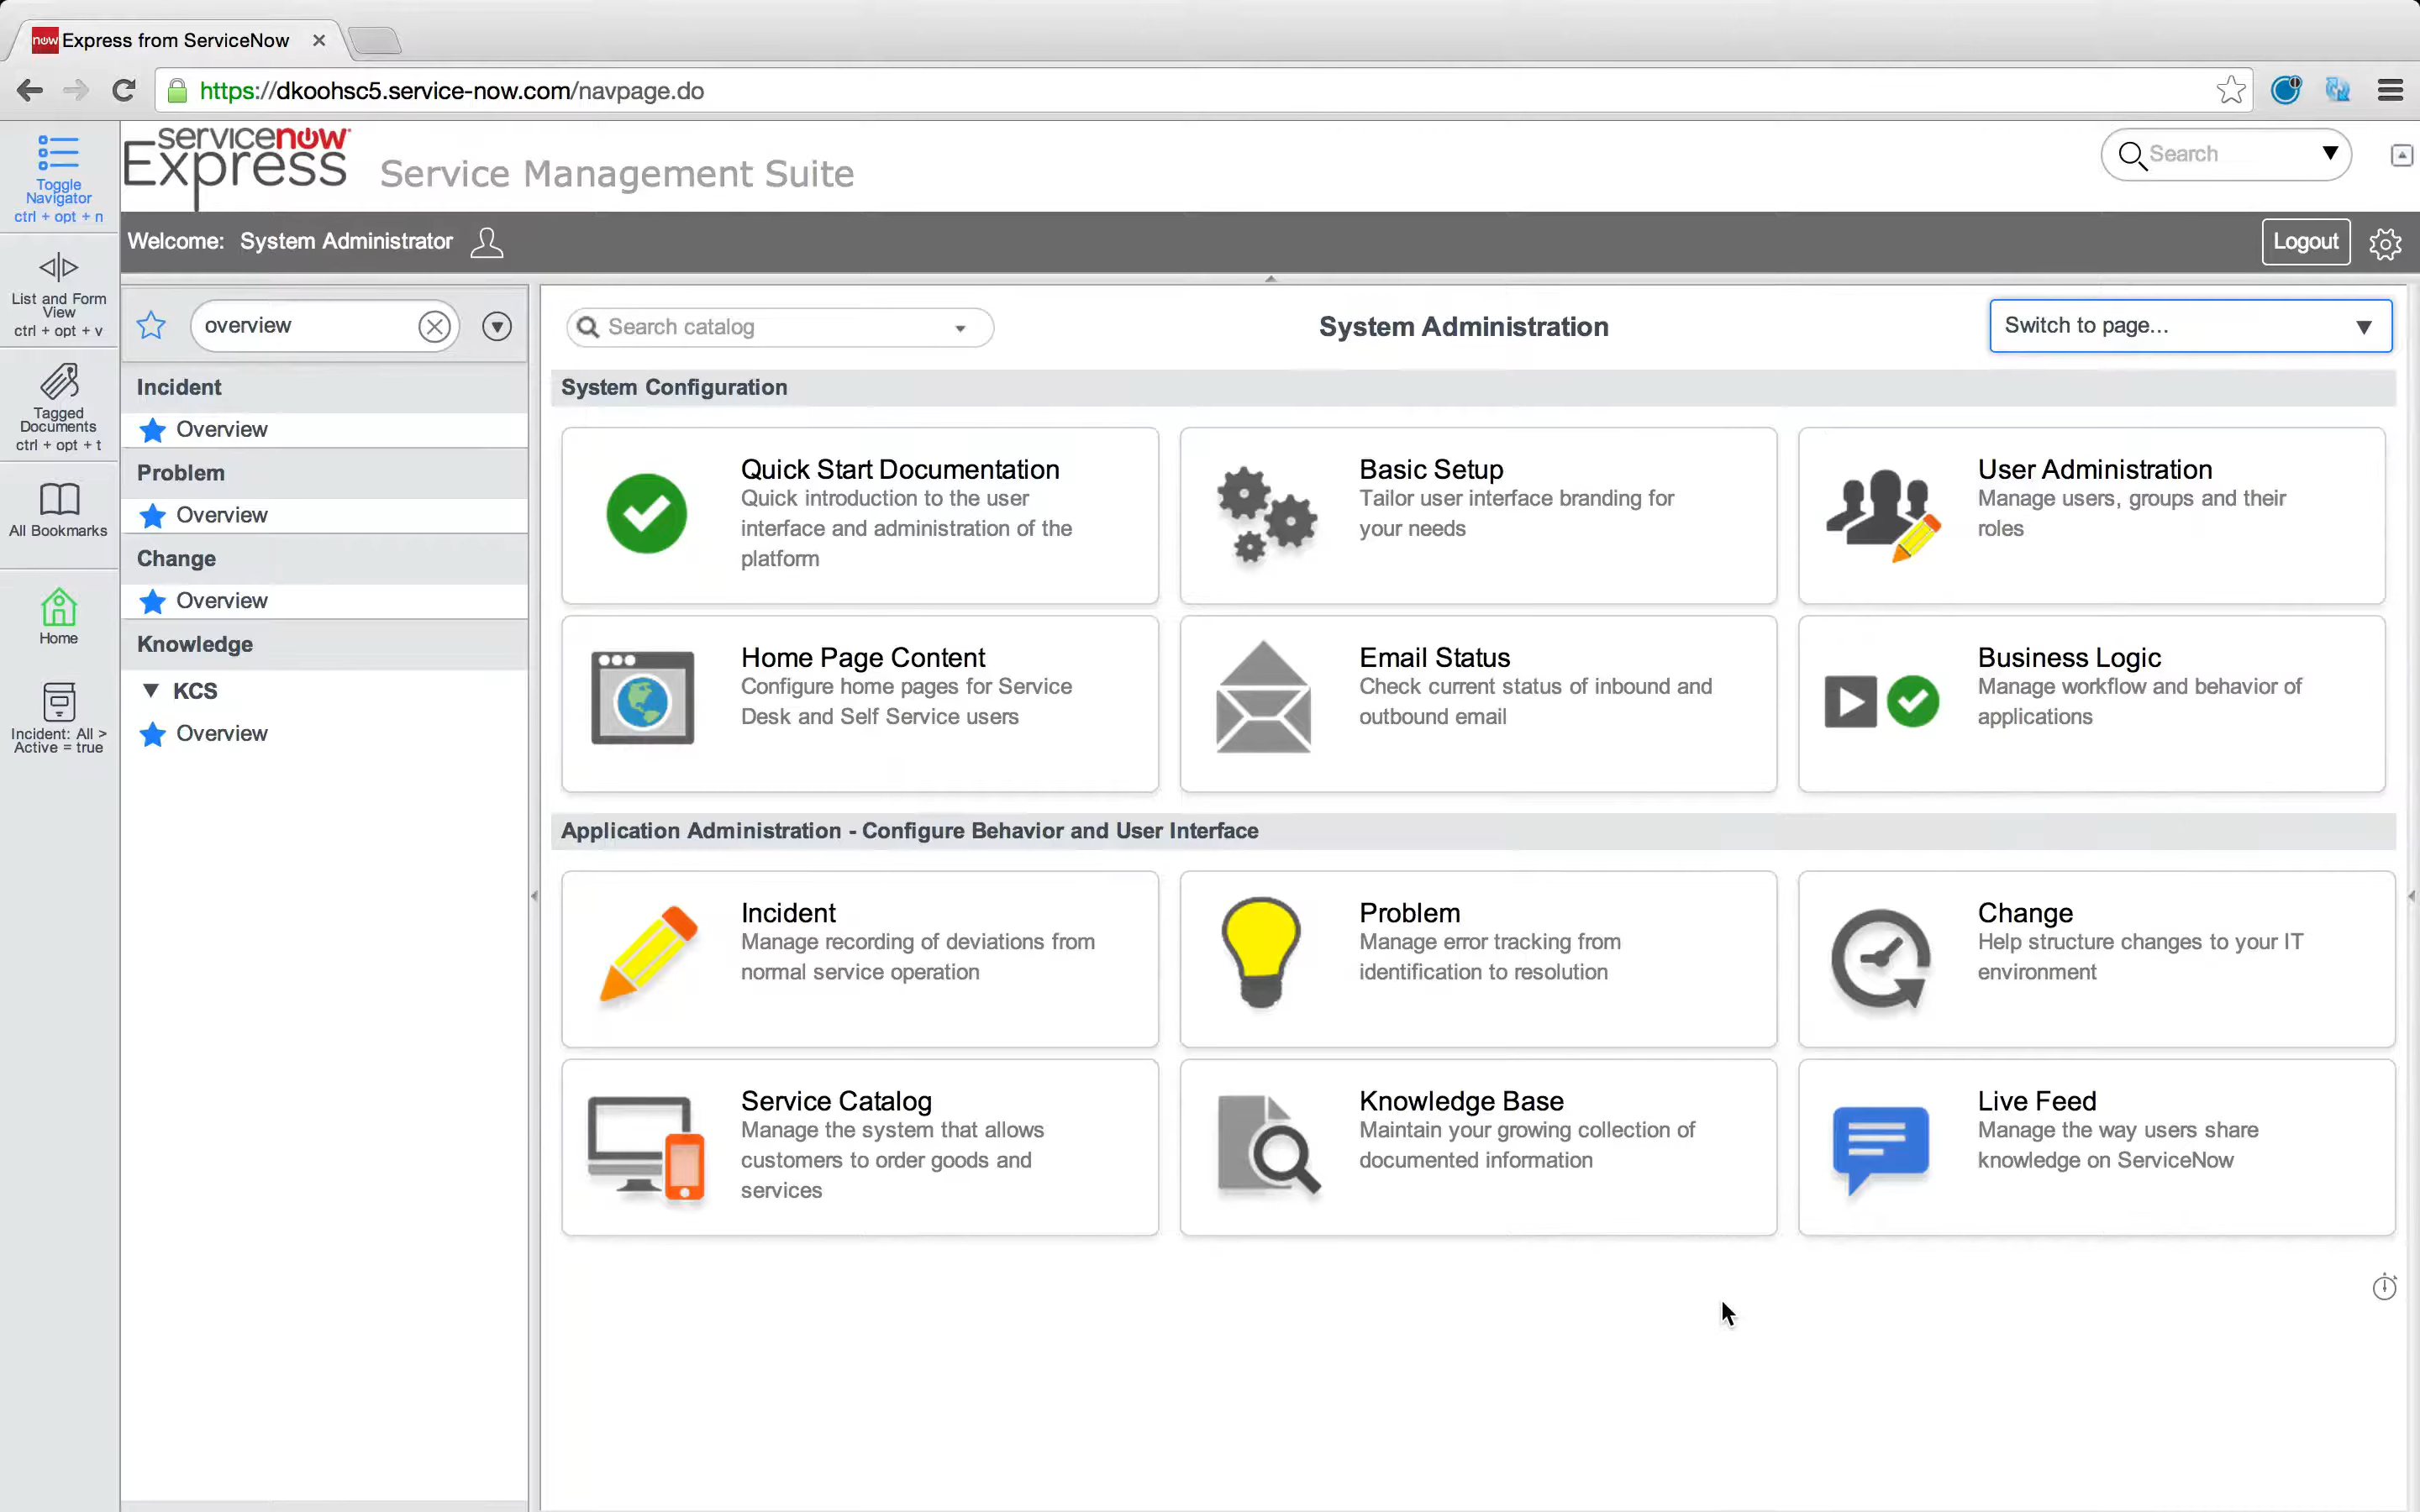 now Express from ServiceNow
https://dkoohsc5.service-now.com/navpage.do
Toggle
Navigator
ctrl + opt + n
List and Form
View
ctrl + opt + v
Tagged
Documents
ctrl + opt + t
All Bookmarks
Home
Incident: All >
Active = true
servicenow
Express
Service Management Suite
Search
Welcome: System Administrator
Logout
overview
Incident
Overview
Problem
Overview
Change
Overview
Knowledge
KCS
Overview
Search catalog
System Administration
Switch to page...
System Configuration
Quick Start Documentation
Quick introduction to the user
interface and administration of the
platform
Basic Setup
Tailor user interface branding for
your needs
User Administration
Manage users, groups and their
roles
Home Page Content
Configure home pages for Service
Desk and Self Service users
Email Status
Check current status of inbound and
outbound email
Business Logic
Manage workflow and behavior of
applications
Application Administration - Configure Behavior and User Interface
Incident
Manage recording of deviations from
normal service operation
Problem
Manage error tracking from
identification to resolution
Change
Help structure changes to your IT
environment
Service Catalog
Manage the system that allows
customers to order goods and
services
Knowledge Base
Maintain your growing collection of
documented information
Live Feed
Manage the way users share
knowledge on ServiceNow